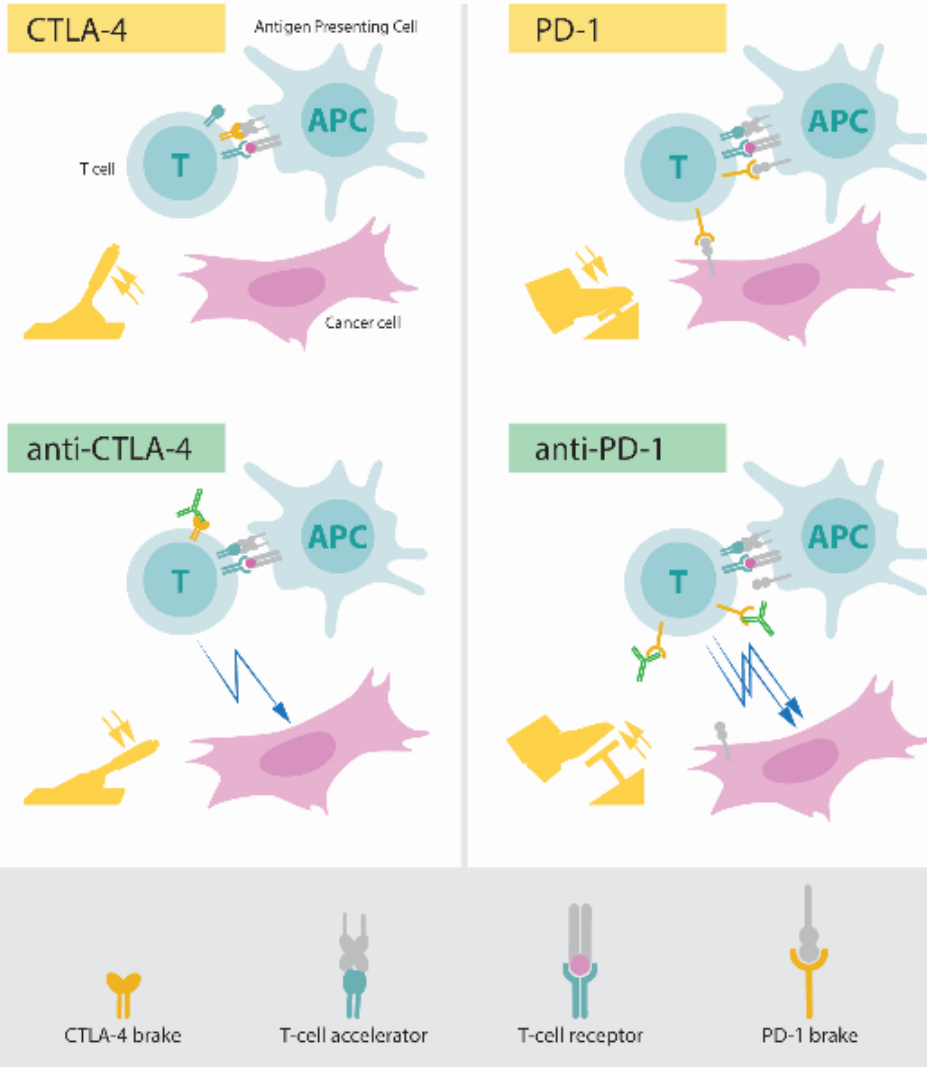 CTLA-4
Antigen Presenting Cell
APC
T
T cell
Cancer cell
PD-1
APC
T
anti-CTLA-4
APC
T
anti-PD-1
APC
T
CTLA-4 brake
T-cell accelerator
T-cell receptor
PD-1 brake